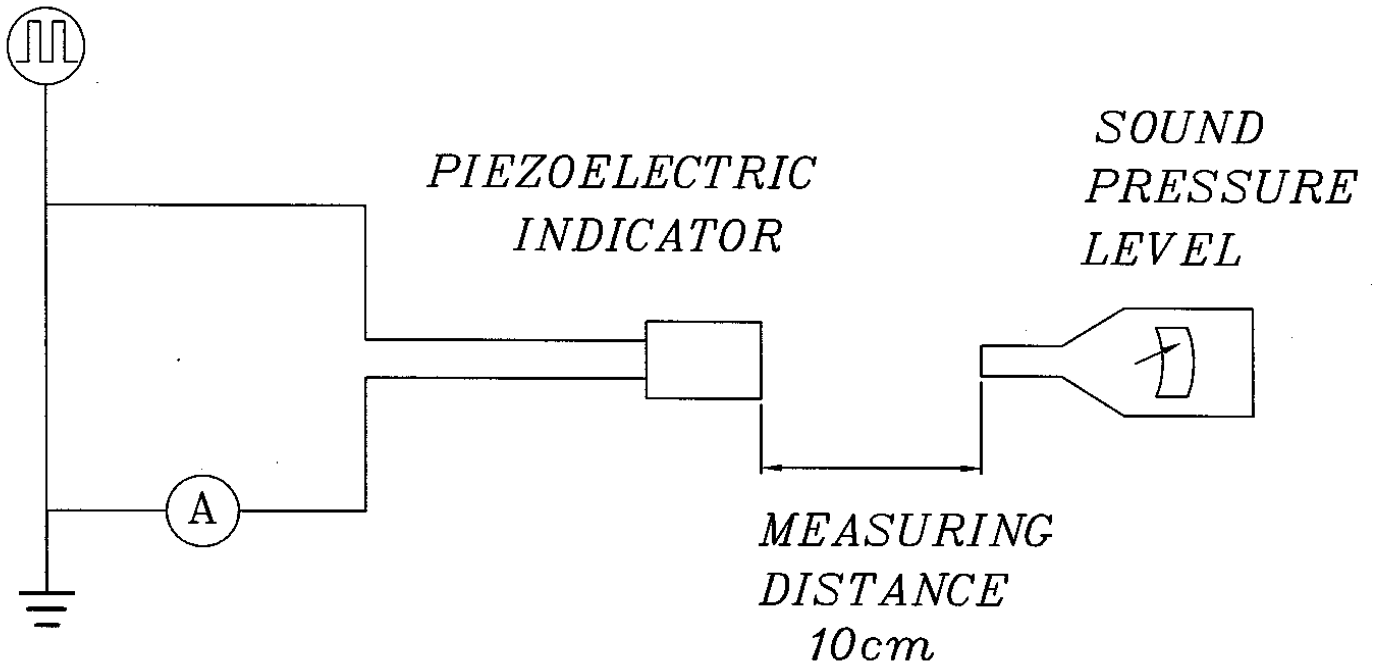 PIEZOELECTRIC
INDICATOR
SOUND
PRESSURE
LEVEL
A
MEASURING
DISTANCE
10cm